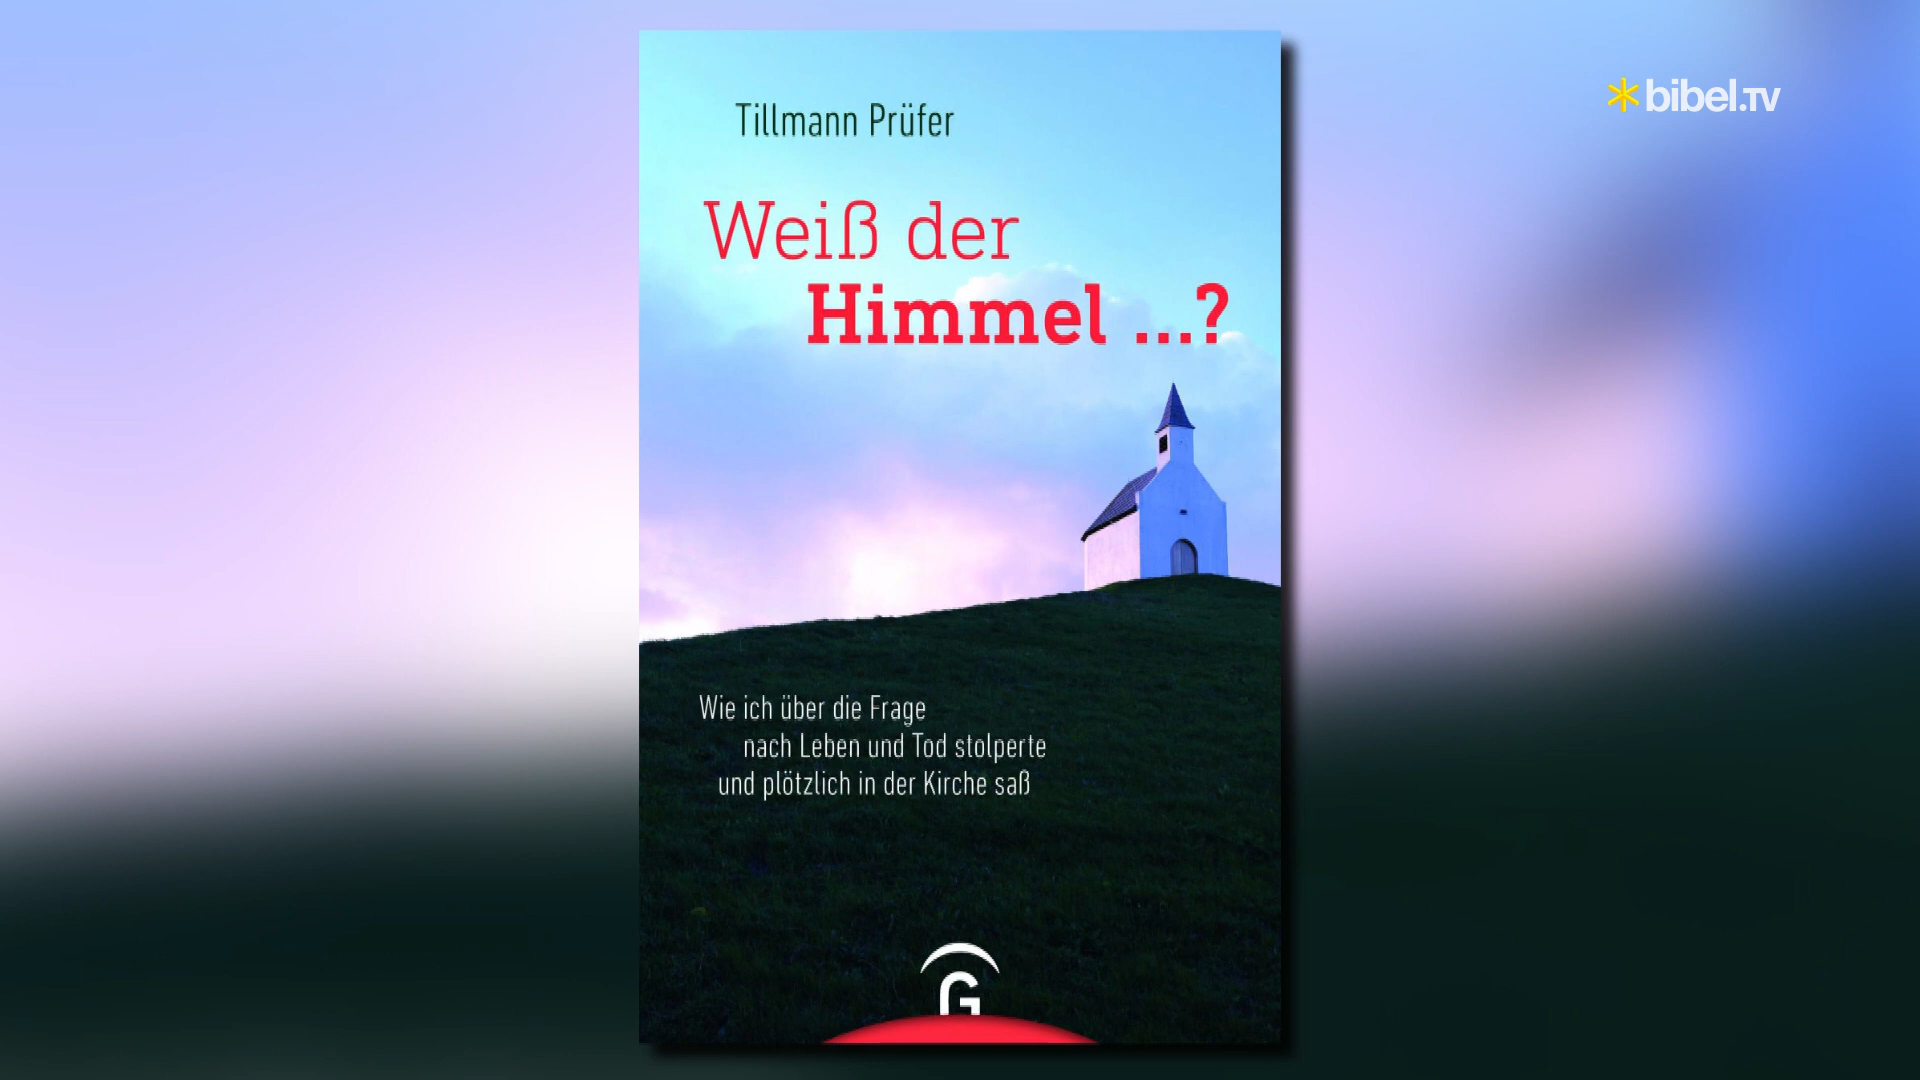 bibel.TV
Tillmann Prüfer
Weiß der
Himmel ...?
Wie ich über die Frage
nach Leben und Tod stolperte
und plötzlich in der Kirche saß
G